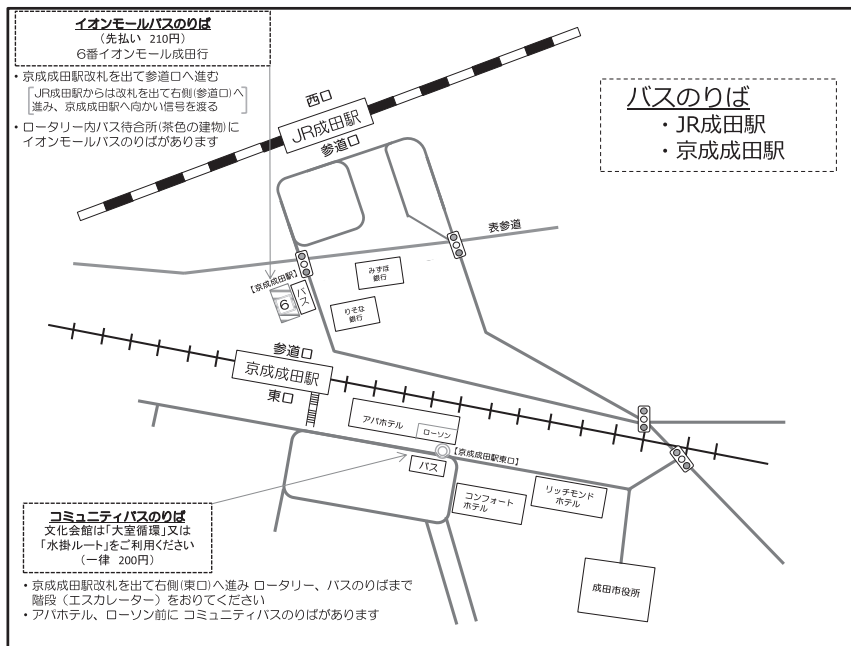 イオンモールバスのりば
(先払い 210円)
6番イオンモール成田行
・京成成田駅改札を出て参道口へ進む
JR成田駅からは改札を出て右側(参道口)へ
進み、京成成田駅へ向かい信号を渡る
・ロータリー内バス待合所(茶色の建物)に
イオンモールバスのりばがあります
バスのりば
・JR成田駅
・京成成田駅
西口
JR成田駅
参道口
表参道
みずほ
銀行
【京成成田駅】
6
バス
りそな
銀行
参道口
京成成田駅
東口
アパホテル
ローソン
【京成成田駅東口】
バス
コンフォート
ホテル
リッチモンド
ホテル
成田市役所
コミュニティバスのりば
文化会館は「大室循環」又は
「水掛ルート」をご利用ください
(一律 200円)
・京成成田駅改札を出て右側(東口)へ進み ロータリー、バスのりばまで
階段（エスカレーター）をおりてください
・アパホテル、ローソン前に コミュニティバスのりばがあります